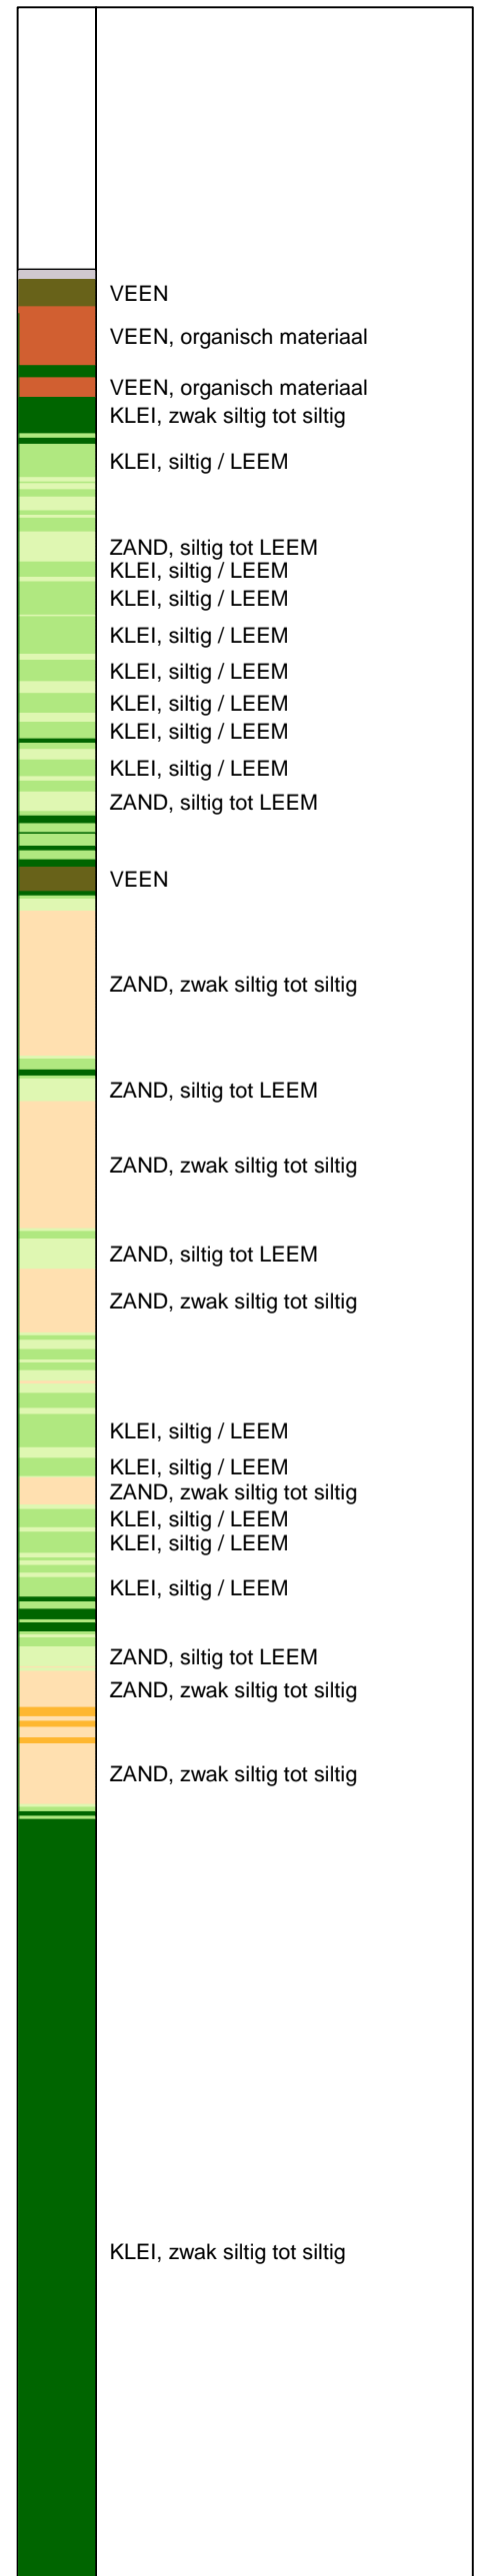 VEEN
VEEN, organisch materiaal
VEEN, organisch materiaal
KLEI, zwak siltig tot siltig
KLEI, siltig / LEEM
ZAND, siltig tot LEEM
KLEI, siltig / LEEM
KLEI, siltig / LEEM
KLEI, siltig / LEEM
KLEI, siltig / LEEM
KLEI, siltig / LEEM
KLEI, siltig / LEEM
KLEI, siltig / LEEM
ZAND, siltig tot LEEM
VEEN
ZAND, zwak siltig tot siltig
ZAND, siltig tot LEEM
ZAND, zwak siltig tot siltig
ZAND, siltig tot LEEM
ZAND, zwak siltig tot siltig
KLEI, siltig / LEEM
KLEI, siltig / LEEM
ZAND, zwak siltig tot siltig
KLEI, siltig / LEEM
KLEI, siltig / LEEM
KLEI, siltig / LEEM
ZAND, siltig tot LEEM
ZAND, zwak siltig tot siltig
ZAND, zwak siltig tot siltig
KLEI, zwak siltig tot siltig